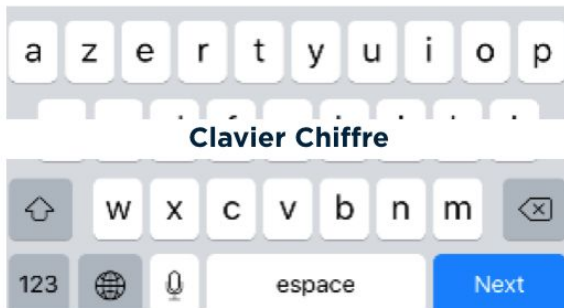 a z e r t y u i o p
Clavier Chiffre
w x c v b n m
123 espace Next